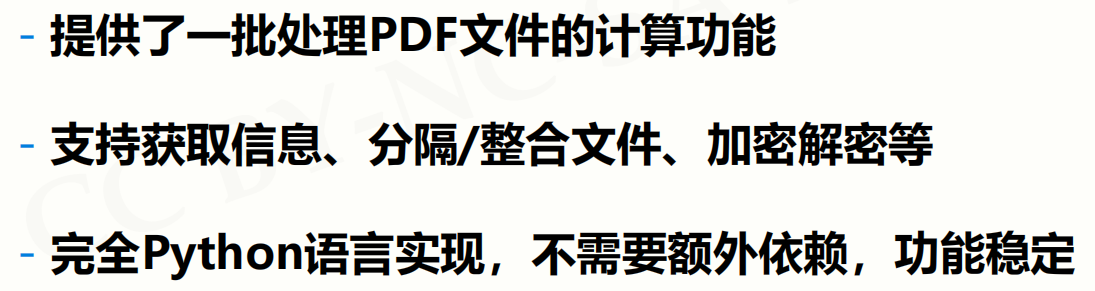 - 提供了一批处理PDF文件的计算功能
- 支持获取信息、分隔/整合文件、加密解密等
- 完全Python语言实现，不需要额外依赖，功能稳定
CC BY-NC